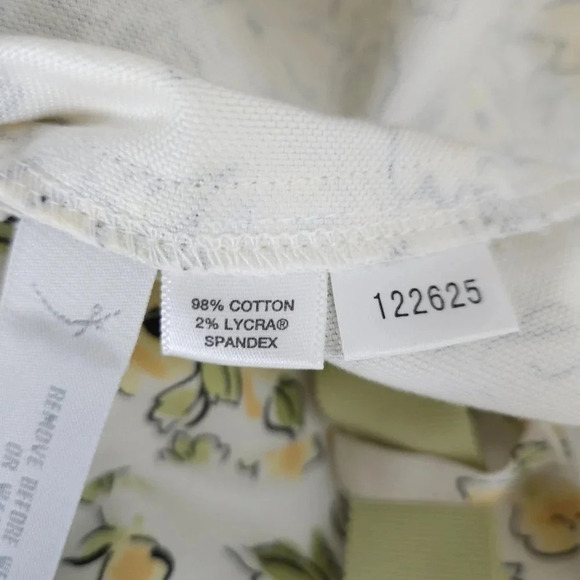 98% COTTON
2% LYCRA®
SPANDEX
122625
REMOVE BEFORE
OR